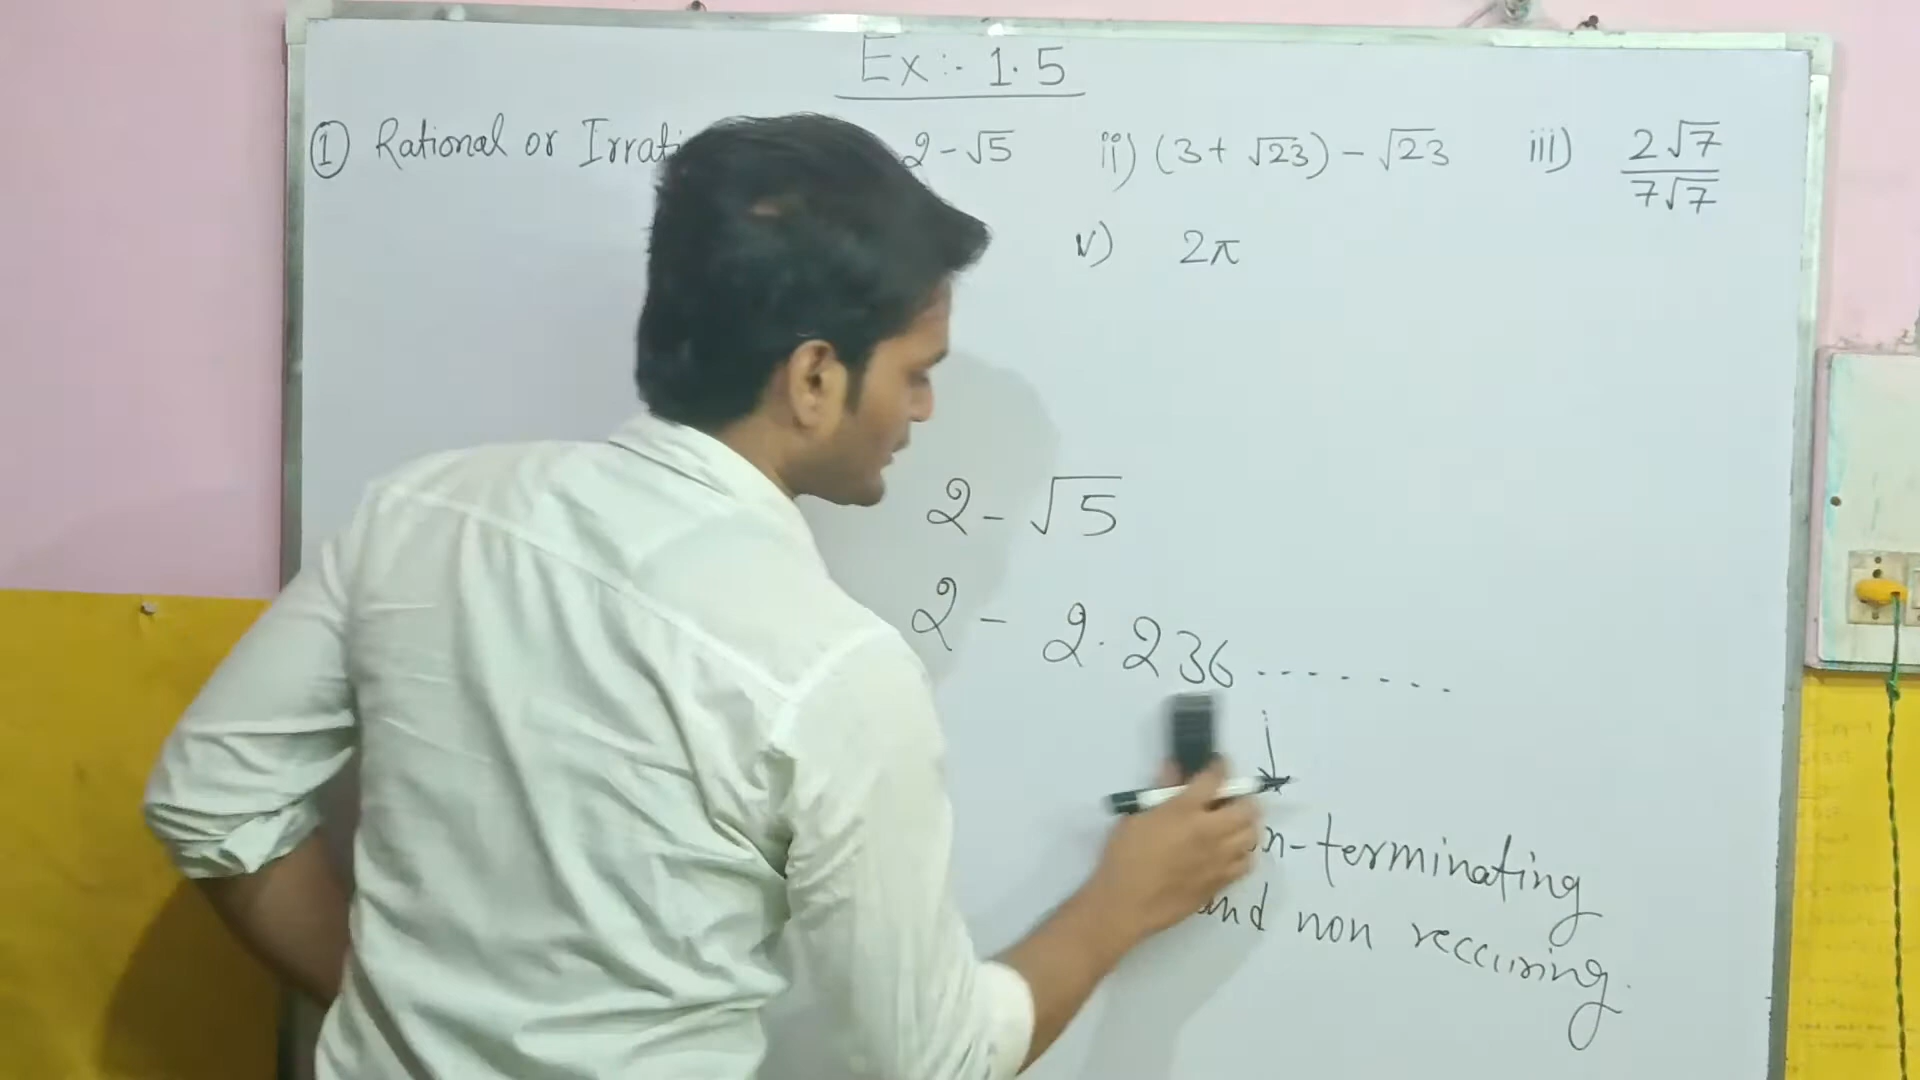 Ex :- 1.5
① Rational or 2-√5 ii) (3+ √23) - √23 iii) 2√7/7√7
v) 2π
2 - √5
2 - 2.236........
↓
-terminating
and non reccuring.